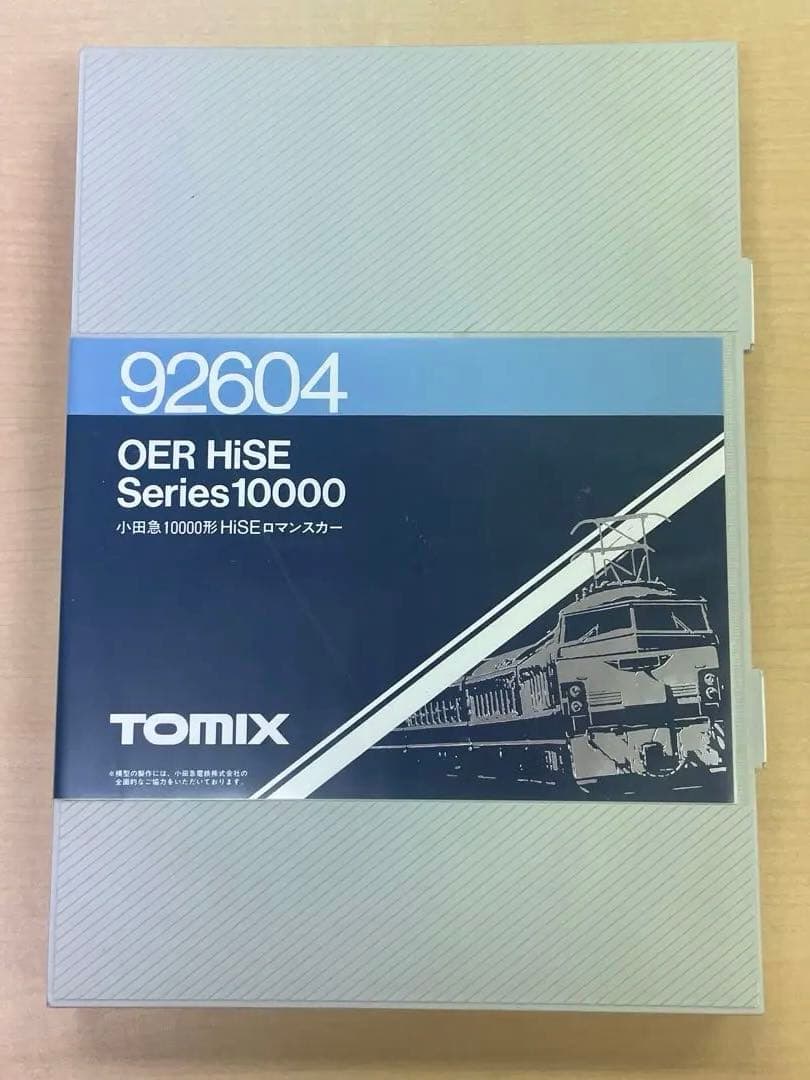 92604
OER HiSE
Series10000
小田急10000形HiSEロマンスカー
TOMIX
※模型の製作には、小田急電鉄株式会社の
全面的なご協力をいただいております。